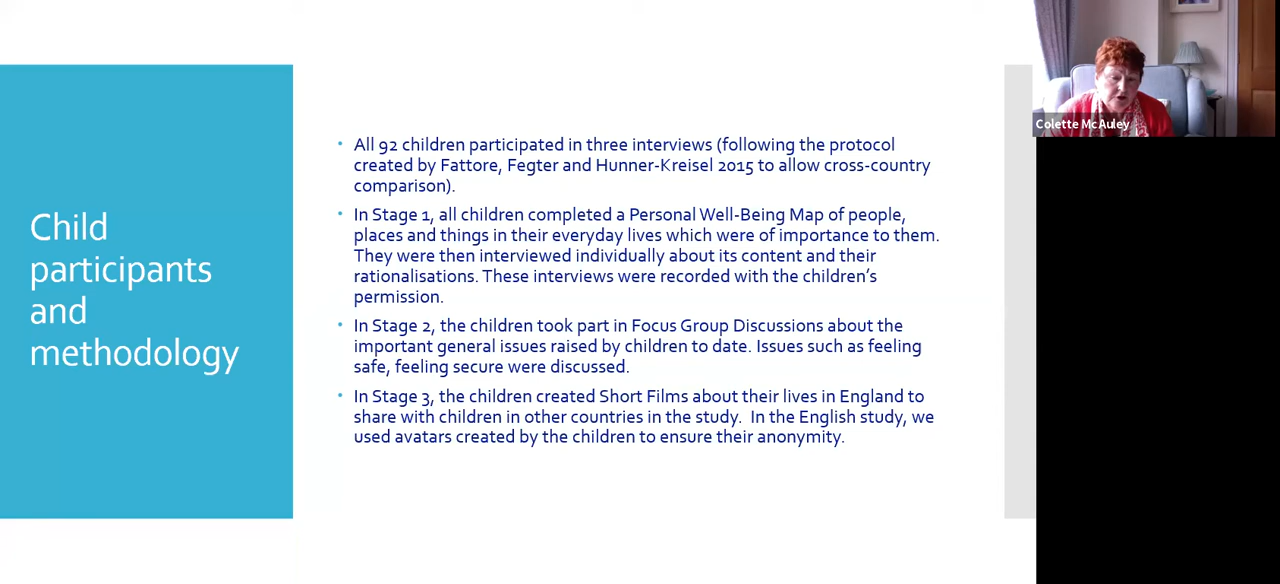 Child
participants
and
methodology
All 92 children participated in three interviews (following the protocol
created by Fattore, Fegter and Hunner-Kreisel 2015 to allow cross-country
comparison).
In Stage 1, all children completed a Personal Well-Being Map of people,
places and things in their everyday lives which were of importance to them.
They were then interviewed individually about its content and their
rationalisations. These interviews were recorded with the children's
permission.
In Stage 2, the children took part in Focus Group Discussions about the
important general issues raised by children to date. Issues such as feeling
safe, feeling secure were discussed.
In Stage 3, the children created Short Films about their lives in England to
share with children in other countries in the study. In the English study, we
used avatars created by the children to ensure their anonymity.
Colette McAuley